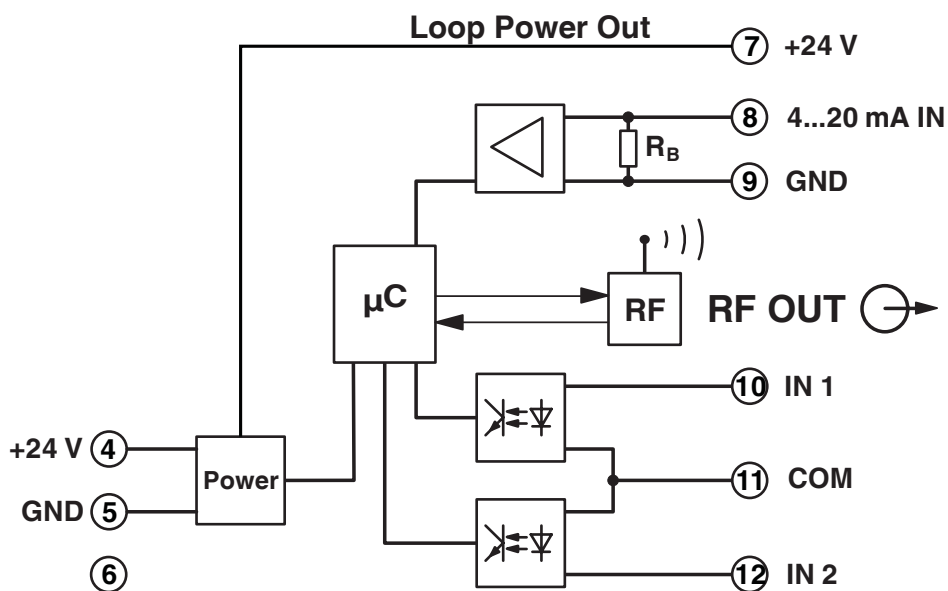 Loop Power Out
7 +24 V
8 4...20 mA IN
R_B
9 GND
µC
RF
RF OUT
10 IN 1
+24 V 4
Power
11 COM
GND 5
6
12 IN 2